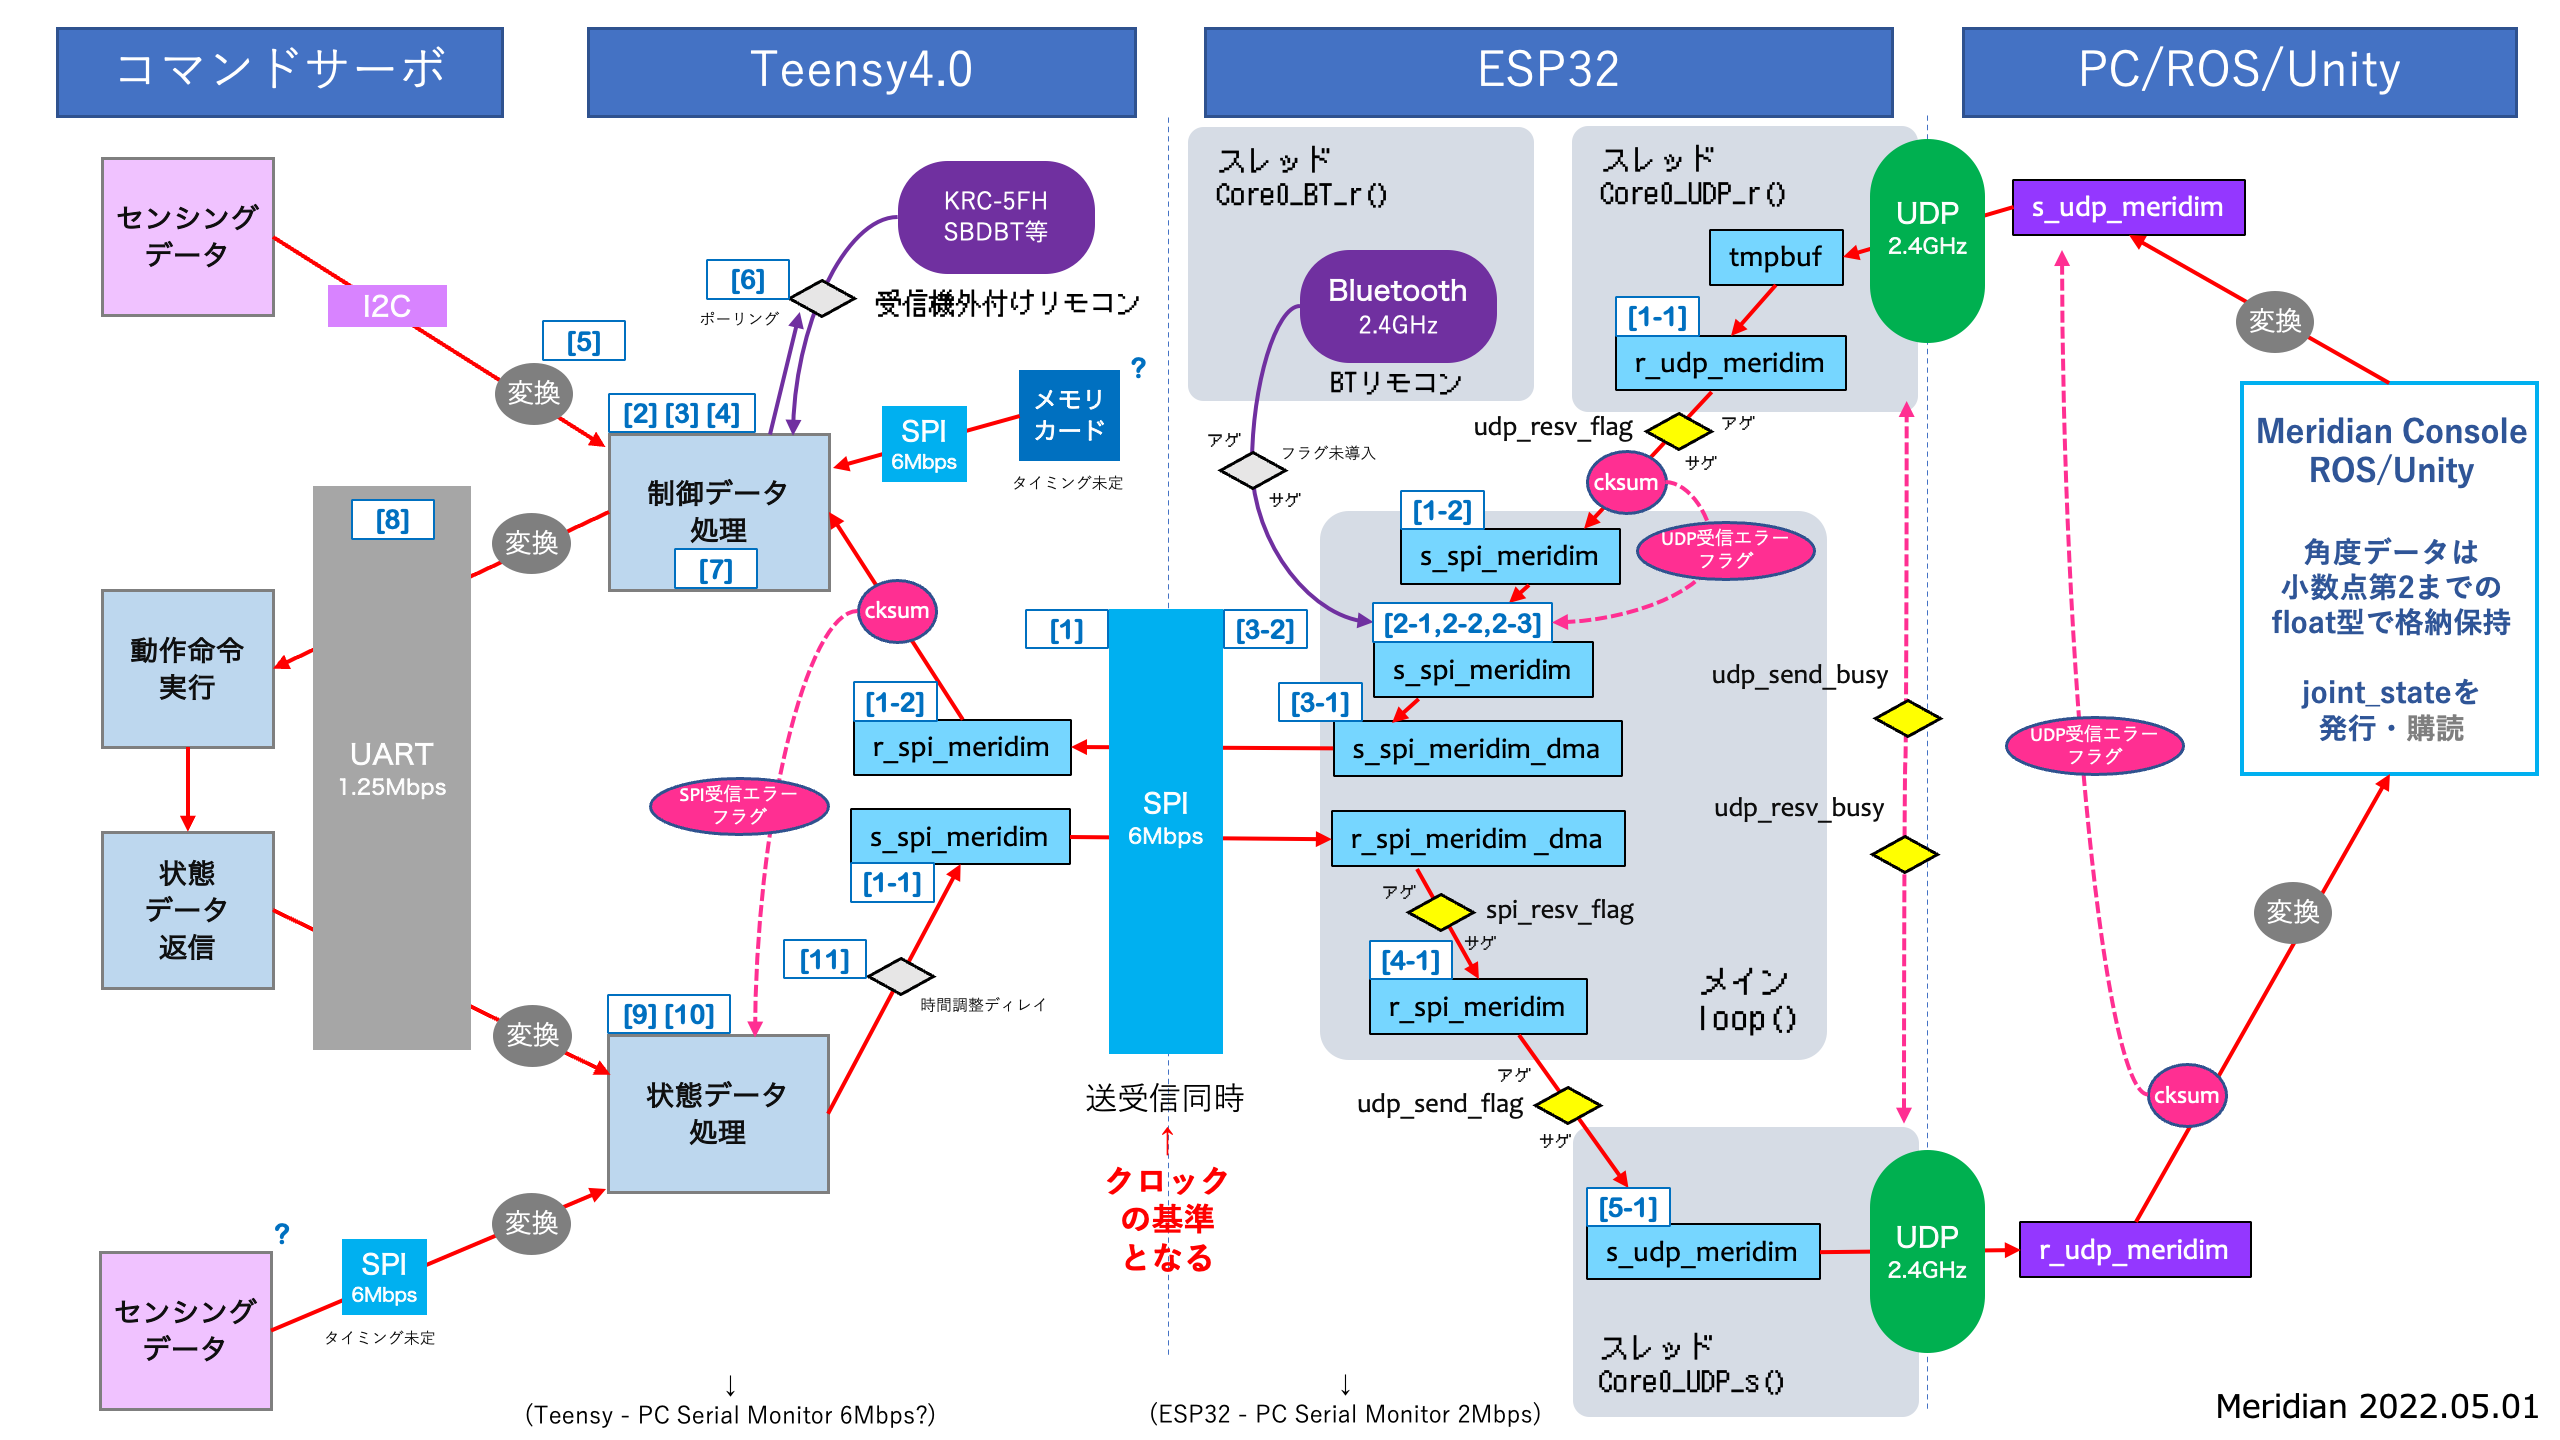 コマンドサーボ
Teensy4.0
ESP32
PC/ROS/Unity
センシング
データ
I2C
[5]
変換
[2] [3] [4]
制御データ
処理
[7]
[6]
ポーリング
KRC-5FH
SBDBT等
受信機外付けリモコン
SPI
6Mbps
メモリ
カード
?
タイミング未定
[8]
UART
1.25Mbps
変換
動作命令
実行
状態
データ
返信
変換
cksum
SPI受信エラー
フラグ
[1-2]
r_spi_meridim
s_spi_meridim
[1-1]
[11]
時間調整ディレイ
[9] [10]
状態データ
処理
変換
?
SPI
6Mbps
タイミング未定
センシング
データ
↓
(Teensy - PC Serial Monitor 6Mbps?)
[1]
[3-2]
SPI
6Mbps
送受信同時
↑
クロック
の基準
となる
スレッド
Core0_BT_r()
Bluetooth
2.4GHz
BTリモコン
アゲ
フラグ未導入
サゲ
スレッド
Core0_UDP_r()
tmpbuf
[1-1]
r_udp_meridim
udp_resv_flag
アゲ
サゲ
cksum
UDP受信エラー
フラグ
[1-2]
s_spi_meridim
[2-1,2-2,2-3]
s_spi_meridim
[3-1]
s_spi_meridim_dma
r_spi_meridim _dma
アゲ
spi_resv_flag
サゲ
[4-1]
r_spi_meridim
メイン
loop()
アゲ
udp_send_flag
サゲ
[5-1]
s_udp_meridim
スレッド
Core0_UDP_s()
↓
(ESP32 - PC Serial Monitor 2Mbps)
udp_send_busy
udp_resv_busy
UDP
2.4GHz
UDP
2.4GHz
s_udp_meridim
変換
Meridian Console
ROS/Unity
角度データは
小数点第2までの
float型で格納保持
joint_stateを
発行・購読
UDP受信エラー
フラグ
変換
cksum
r_udp_meridim
Meridian 2022.05.01